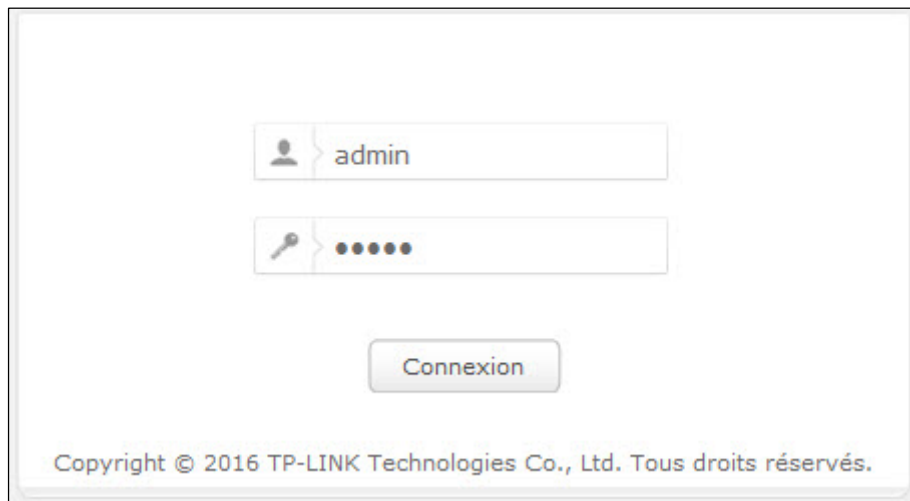 admin
•••••
Connexion
Copyright © 2016 TP-LINK Technologies Co., Ltd. Tous droits réservés.